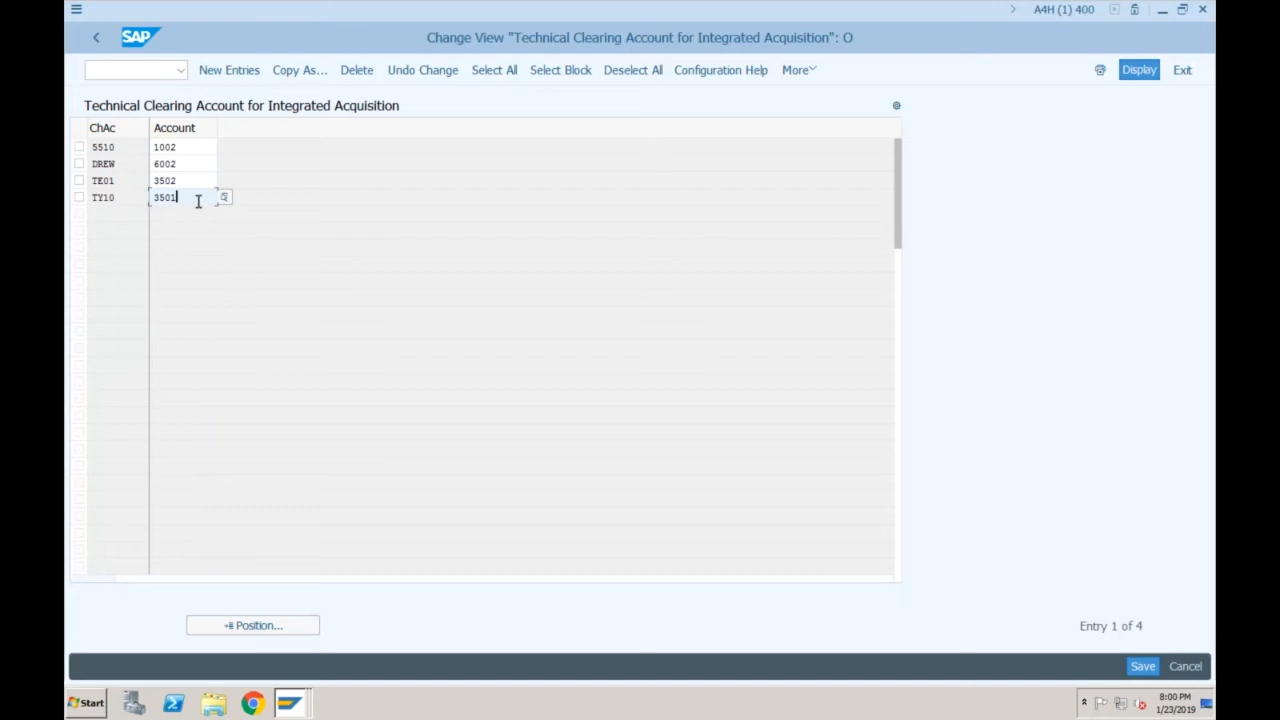 A4H (1) 400
SAP
Change View "Technical Clearing Account for Integrated Acquisition": O
New Entries Copy As... Delete Undo Change Select All Select Block Deselect All Configuration Help More Display Exit
Technical Clearing Account for Integrated Acquisition
ChAc Account
5510 1002
DREW 6002
TE01 3502
TY10 3501
Position...
Entry 1 of 4
Save Cancel
Start
8:00 PM
1/23/2019